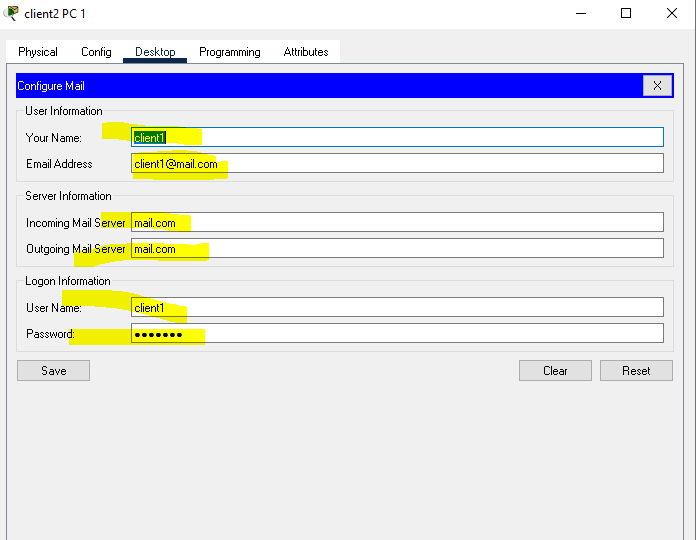 client2 PC 1
Physical Config Desktop Programming Attributes
Configure Mail X
User Information
Your Name: client1
Email Address client1@mail.com
Server Information
Incoming Mail Server mail.com
Outgoing Mail Server mail.com
Logon Information
User Name: client1
Password: •••••••
Save Clear Reset